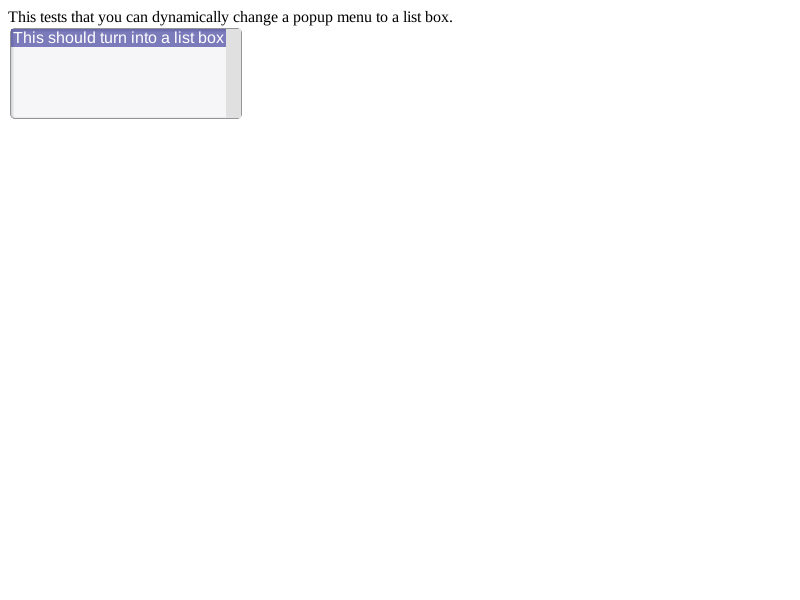 This tests that you can dynamically change a popup menu to a list box.
This should turn into a list box